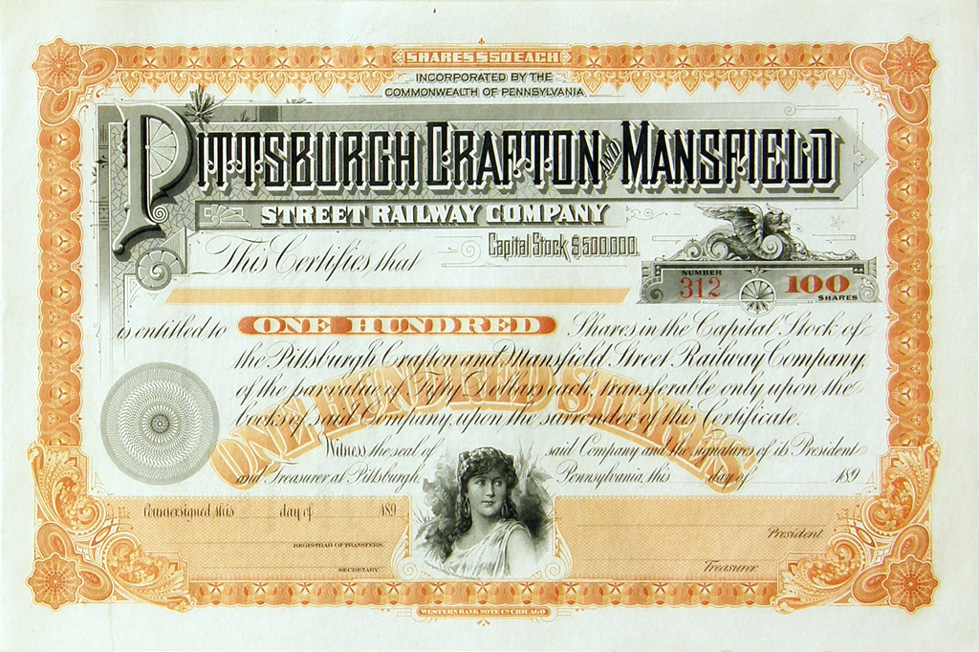 SHARES $50 EACH
INCORPORATED BY THE
COMMONWEALTH OF PENNSYLVANIA
PITTSBURGH CRAFTON AND MANSFIELD
STREET RAILWAY COMPANY
Capital Stock $500,000.
This Certifies that
NUMBER
312
100
SHARES
is entitled to ONE HUNDRED Shares in the Capital Stock of
the Pittsburgh Crafton and Mansfield Street Railway Company,
of the par value of Fifty Dollars each, transferable only upon the
books of said Company, upon the surrender of this Certificate.
ONE HUNDRED SHARES
Witness the seal of said Company and the signatures of its President
and Treasurer at Pittsburgh, Pennsylvania, this day of 189
Countersigned this day of 189
REGISTRAR OF TRANSFERS.
President.
SECRETARY.
Treasurer.
WESTERN BANK NOTE CO. CHICAGO